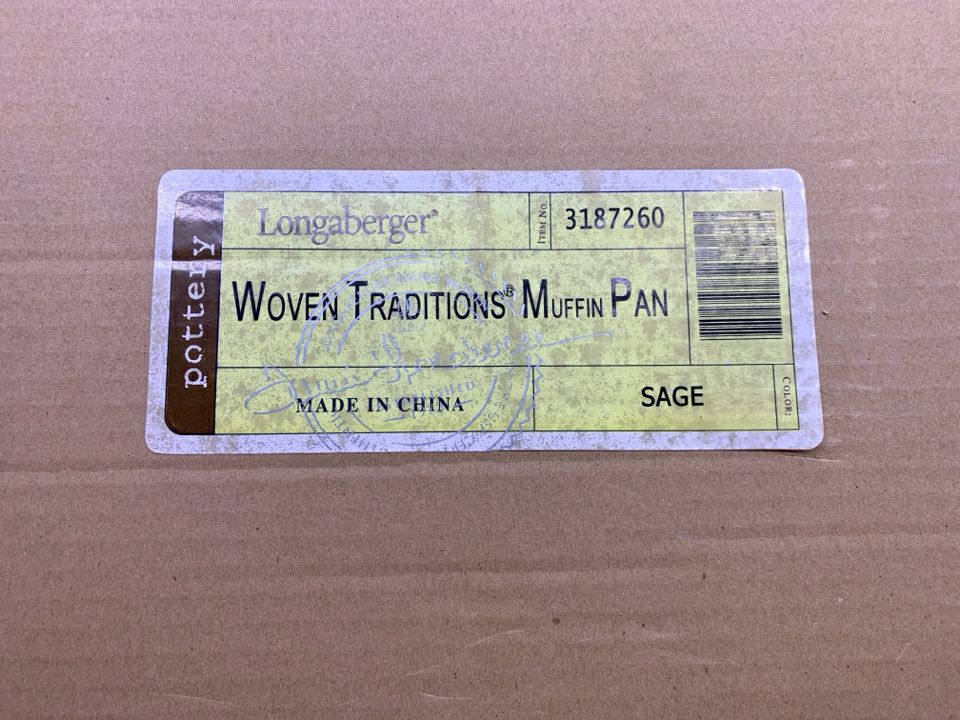 pottery
Longaberger®
ITEM NO.
3187260
WOVEN TRADITIONS® MUFFIN PAN
MADE IN CHINA
SAGE
COLOR: